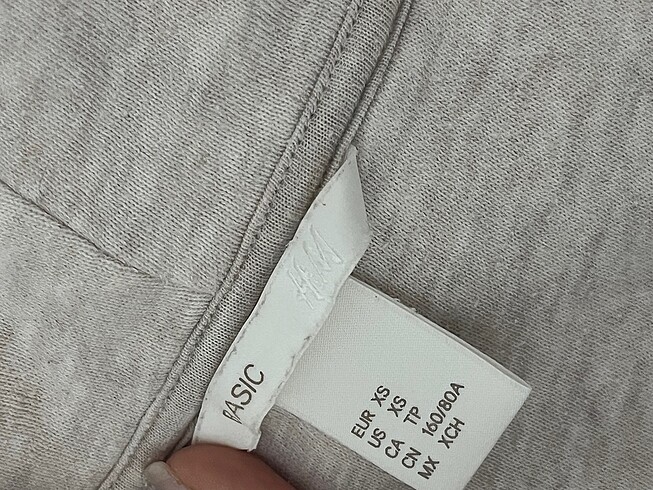 H&M
BASIC
EUR XS
US XS
CA TP
CN 160/80A
MX XCH